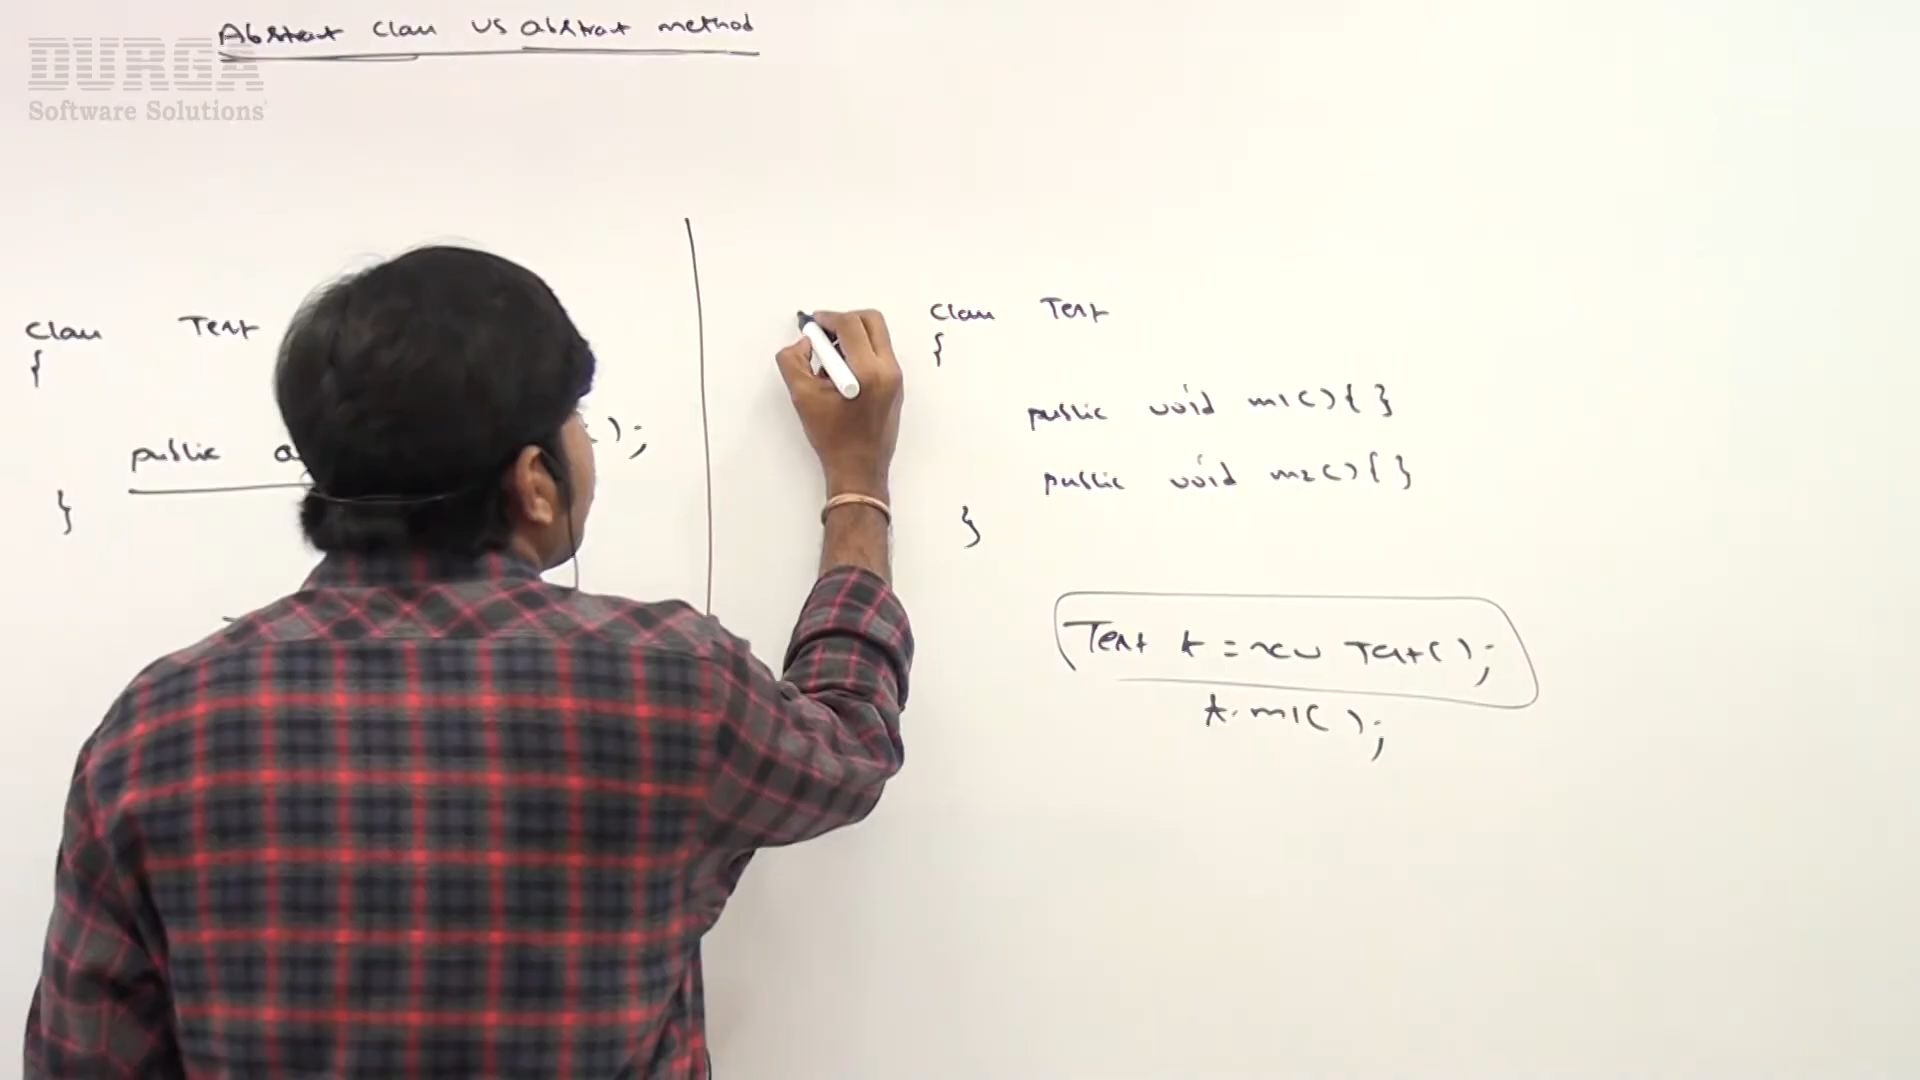 Abstract class vs abstract method
DURGA
Software Solutions
class Test
{
public
();
}
class Test
{
public void m1(){}
public void m2(){}
}
Test t = new Test();
t.m1();